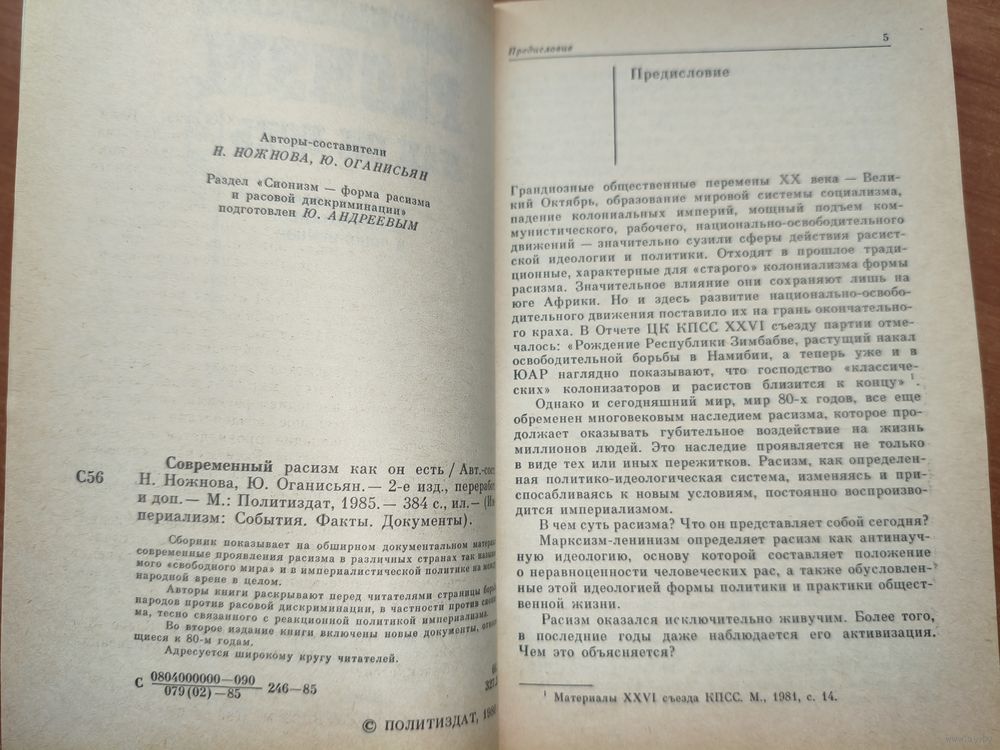 Авторы-составители
Н. НОЖНОВА, Ю. ОГАНИСЬЯН
Раздел «Сионизм — форма расизма
и расовой дискриминации»
подготовлен Ю. АНДРЕЕВЫМ
Современный расизм как он есть / Авт.-сост.
С56
Н. Ножнова, Ю. Оганисьян. — 2-е изд., переработ.
и доп. — М.: Политиздат, 1985. — 384 с., ил. — (Им
периализм: События. Факты. Документы).
Сборник показывает на обширном документальном матери
современные проявления расизма в различных странах так называ
мого «свободного мира» и в империалистической политике на меж
народной арене в целом.
Авторы книги раскрывают перед читателями страницы борь
народов против расовой дискриминации, в частности против сион
ма, тесно связанного с реакционной политикой империализма.
Во второе издание книги включены новые документы,
щиеся к 80-м годам.
Адресуется широкому кругу читателей.
С 0804000000—090
079(02)—85 246—85
© ПОЛИТИЗДАТ,
Предисловие
5
Предисловие
Грандиозные общественные перемены XX века — Вели-
кий Октябрь, образование мировой системы социализма,
падение колониальных империй, мощный подъем ком-
мунистического, рабочего, национально-освободительного
движений — значительно сузили сферы действия расист-
ской идеологии и политики. Отходят в прошлое тради-
ционные, характерные для «старого» колониализма формы
расизма. Значительное влияние они сохраняют лишь на
юге Африки. Но и здесь развитие национально-освобо-
дительного движения поставило их на грань окончательно-
го краха. В Отчете ЦК КПСС XXVI съезду партии отме-
чалось: «Рождение Республики Зимбабве, растущий накал
освободительной борьбы в Намибии, а теперь уже и в
ЮАР наглядно показывают, что господство «классиче-
ских» колонизаторов и расистов близится к концу» 1.
Однако и сегодняшний мир, мир 80-х годов, все еще
обременен многовековым наследием расизма, которое про-
должает оказывать губительное воздействие на жизнь
миллионов людей. Это наследие проявляется не только
в виде тех или иных пережитков. Расизм, как определен-
ная политико-идеологическая система, изменяясь и при-
спосабливаясь к новым условиям, постоянно воспроизво-
дится империализмом.
В чем суть расизма? Что он представляет собой сегодня?
Марксизм-ленинизм определяет расизм как антинауч-
ную идеологию, основу которой составляет положение
о неравноценности человеческих рас, а также обусловлен-
ные этой идеологией формы политики и практики общест-
венной жизни.
Расизм оказался исключительно живучим. Более того,
в последние годы даже наблюдается его активизация.
Чем это объясняется?
1 Материалы XXVI съезда КПСС. М., 1981, с. 14.